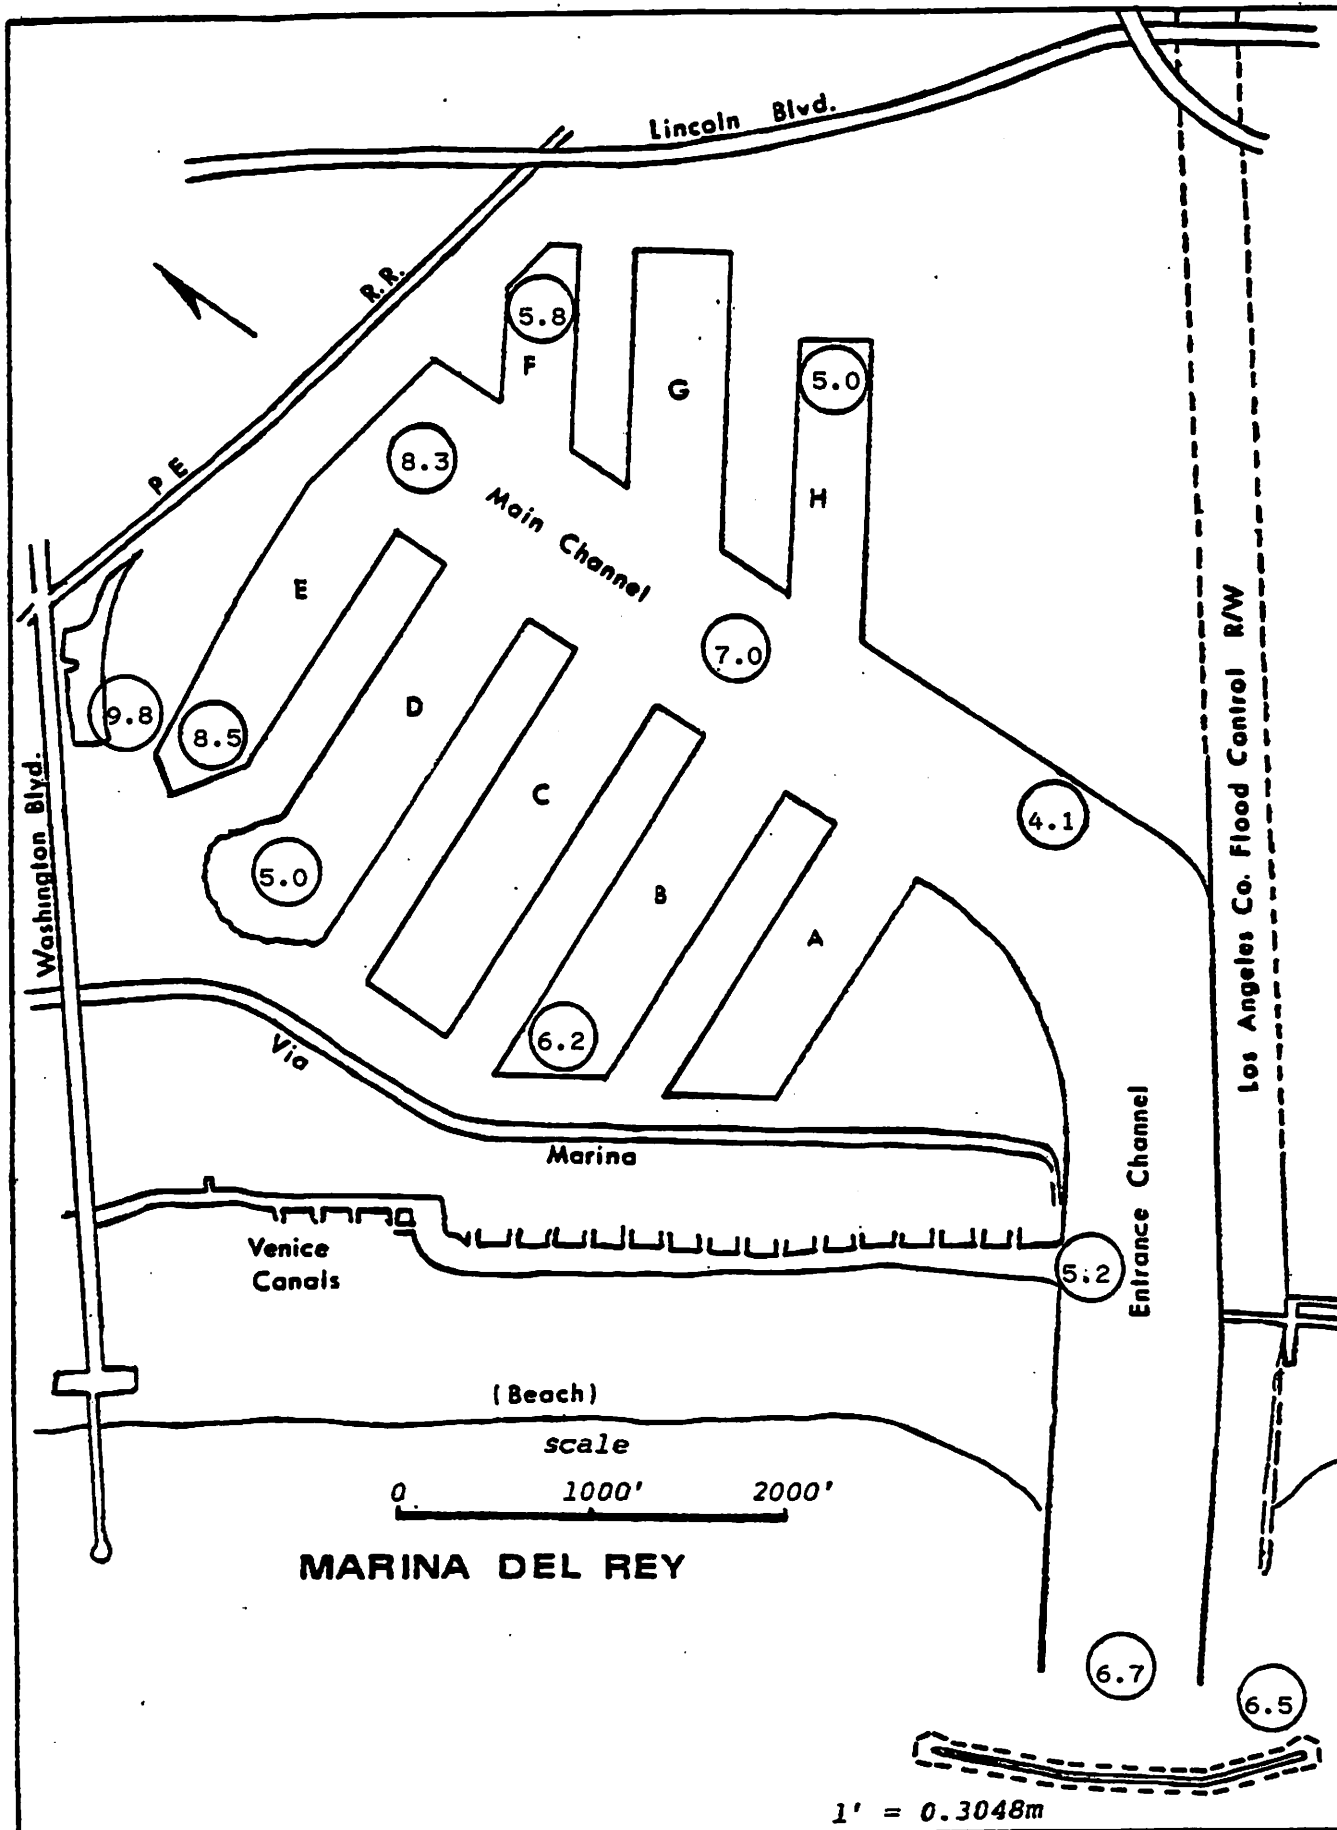 Lincoln Blvd.
P E R.R.
5.8
F
G
5.0
H
8.3
Main Channel
E
7.0
D
9.8
8.5
C
4.1
B
5.0
A
6.2
Washington Blvd.
Los Angeles Co. Flood Control R/W
Via
Marina
Entrance Channel
Venice
Canals
5.2
(Beach)
scale
0 1000' 2000'
MARINA DEL REY
6.7
6.5
1' = 0.3048m